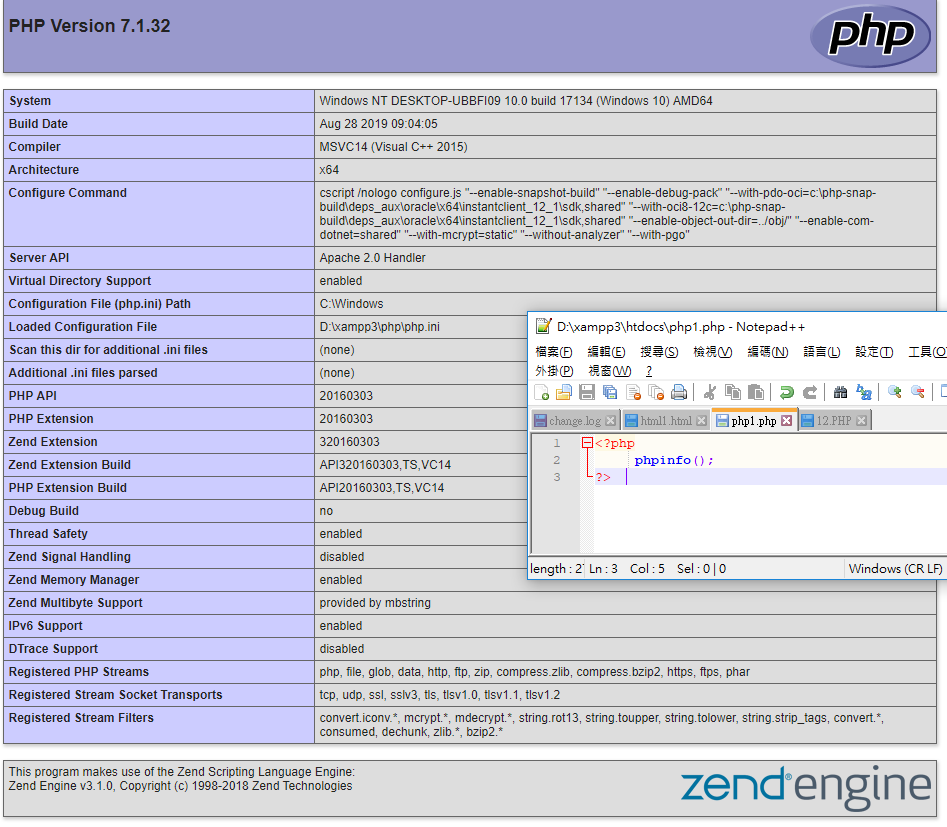 PHP Version 7.1.32
php
System Windows NT DESKTOP-UBBFI09 10.0 build 17134 (Windows 10) AMD64
Build Date Aug 28 2019 09:04:05
Compiler MSVC14 (Visual C++ 2015)
Architecture x64
Configure Command cscript /nologo configure.js "--enable-snapshot-build" "--enable-debug-pack" "--with-pdo-oci=c:\php-snap-
build\deps_aux\oracle\x64\instantclient_12_1\sdk,shared" "--with-oci8-12c=c:\php-snap-
build\deps_aux\oracle\x64\instantclient_12_1\sdk,shared" "--enable-object-out-dir=../obj/" "--enable-com-
dotnet=shared" "--with-mcrypt=static" "--without-analyzer" "--with-pgo"
Server API Apache 2.0 Handler
Virtual Directory Support enabled
Configuration File (php.ini) Path C:\Windows
Loaded Configuration File D:\xampp3\php\php.ini
Scan this dir for additional .ini files (none)
Additional .ini files parsed (none)
PHP API 20160303
PHP Extension 20160303
Zend Extension 320160303
Zend Extension Build API320160303,TS,VC14
PHP Extension Build API20160303,TS,VC14
Debug Build no
Thread Safety enabled
Zend Signal Handling disabled
Zend Memory Manager enabled
Zend Multibyte Support provided by mbstring
IPv6 Support enabled
DTrace Support disabled
Registered PHP Streams php, file, glob, data, http, ftp, zip, compress.zlib, compress.bzip2, https, ftps, phar
Registered Stream Socket Transports tcp, udp, ssl, sslv3, tls, tlsv1.0, tlsv1.1, tlsv1.2
Registered Stream Filters convert.iconv.*, mcrypt.*, mdecrypt.*, string.rot13, string.toupper, string.tolower, string.strip_tags, convert.*,
consumed, dechunk, zlib.*, bzip2.*
This program makes use of the Zend Scripting Language Engine:
Zend Engine v3.1.0, Copyright (c) 1998-2018 Zend Technologies
zend® engine
D:\xampp3\htdocs\php1.php - Notepad++
檔案(F) 編輯(E) 搜尋(S) 檢視(V) 編碼(N) 語言(L) 設定(T) 工具(O
外掛(P) 視窗(W) ?
change.log html1.html php1.php 12.PHP
1 <?php
2 phpinfo();
3 ?>
length : 27 Ln : 3 Col : 5 Sel : 0 | 0 Windows (CR LF)